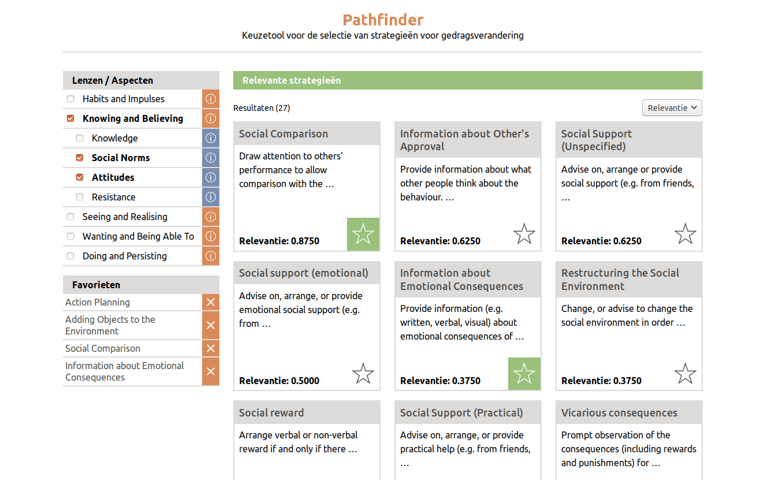 Pathfinder
Keuzetool voor de selectie van strategieën voor gedragsverandering
Lenzen / Aspecten
Habits and Impulses
Knowing and Believing
Knowledge
Social Norms
Attitudes
Resistance
Seeing and Realising
Wanting and Being Able To
Doing and Persisting
Favorieten
Action Planning
Adding Objects to the
Environment
Social Comparison
Information about Emotional
Consequences
Relevante strategieën
Resultaten (27)
Relevantie
Social Comparison
Draw attention to others'
performance to allow
comparison with the ...
Relevantie: 0.8750
Information about Other's
Approval
Provide information about what
other people think about the
behaviour. ...
Relevantie: 0.6250
Social Support
(Unspecified)
Advise on, arrange or provide
social support (e.g. from friends,
...
Relevantie: 0.6250
Social support (emotional)
Advise on, arrange, or provide
emotional social support (e.g.
from ...
Relevantie: 0.5000
Information about
Emotional Consequences
Provide information (e.g.
written, verbal, visual) about
emotional consequences of ...
Relevantie: 0.3750
Restructuring the Social
Environment
Change, or advise to change the
social environment in order ...
Relevantie: 0.3750
Social reward
Arrange verbal or non-verbal
reward if and only if there ...
Social Support (Practical)
Advise on, arrange, or provide
practical help (e.g. from friends,
...
Vicarious consequences
Prompt observation of the
consequences (including rewards
and punishments) for ...